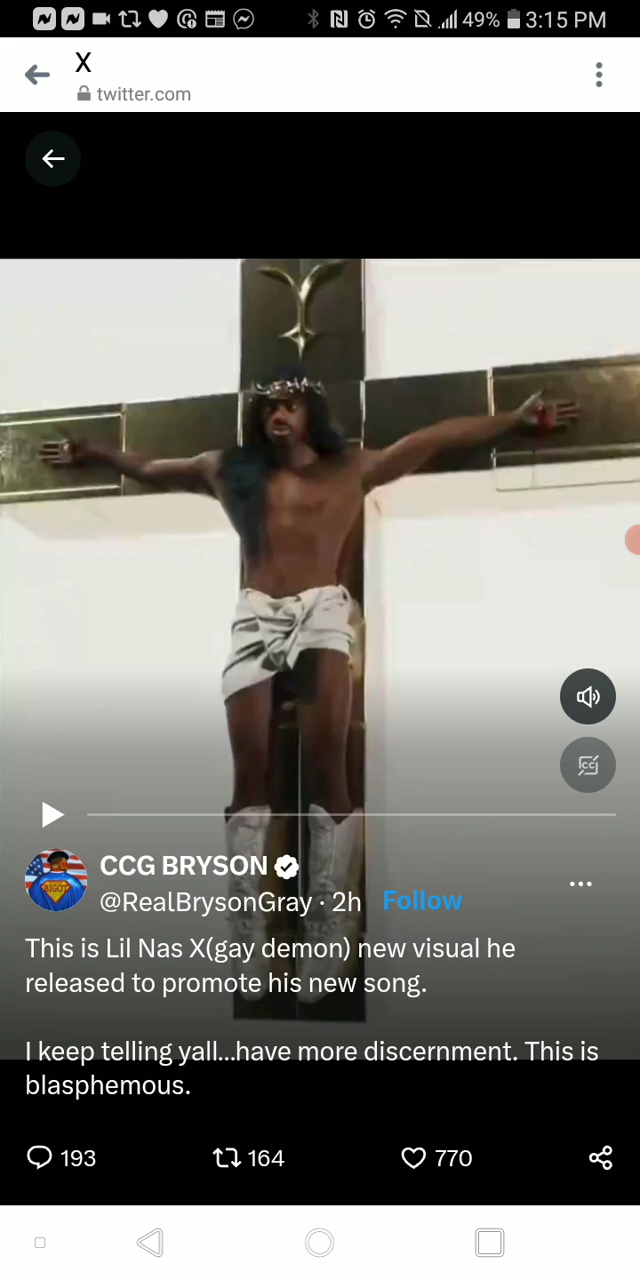 49% 3:15 PM
X
twitter.com
CC
BIGOT
CCG BRYSON
@RealBrysonGray · 2h Follow
This is Lil Nas X(gay demon) new visual he
released to promote his new song.
I keep telling yall...have more discernment. This is
blasphemous.
193 164 770